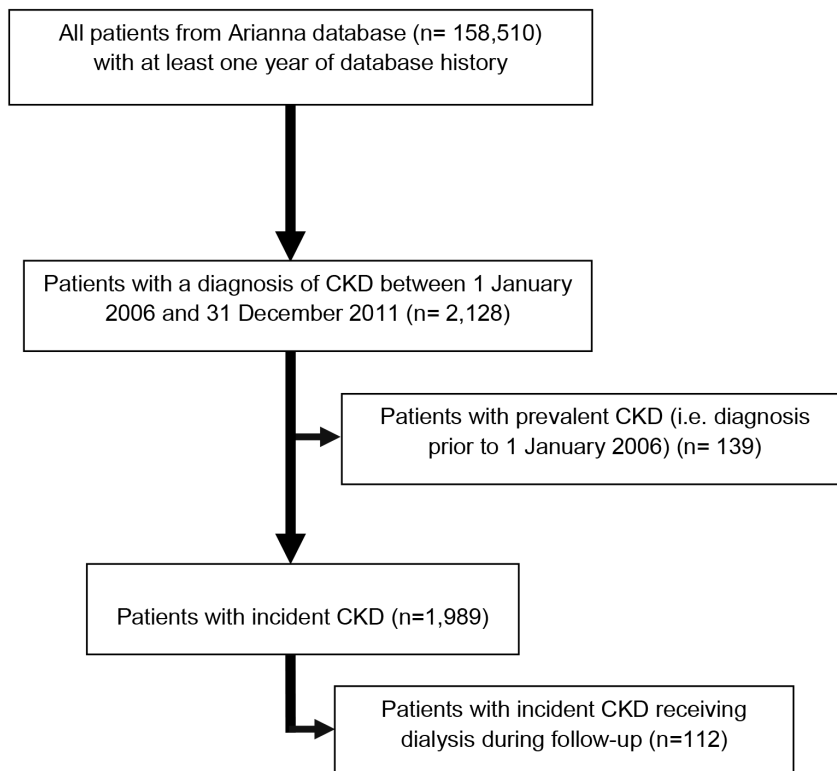 All patients from Arianna database (n= 158,510)
with at least one year of database history
Patients with a diagnosis of CKD between 1 January
2006 and 31 December 2011 (n= 2,128)
Patients with prevalent CKD (i.e. diagnosis
prior to 1 January 2006) (n= 139)
Patients with incident CKD (n=1,989)
Patients with incident CKD receiving
dialysis during follow-up (n=112)